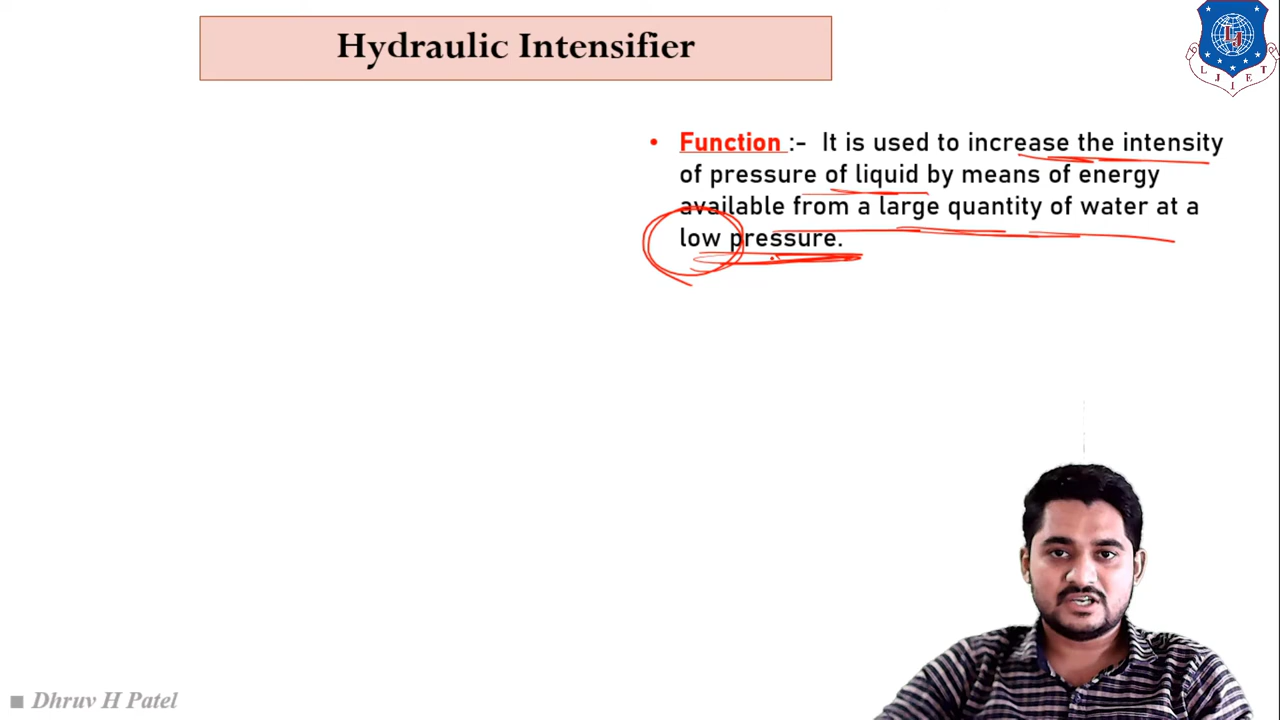 Hydraulic Intensifier
L J I E T
• Function :- It is used to increase the intensity
of pressure of liquid by means of energy
available from a large quantity of water at a
low pressure.
Dhruv H Patel